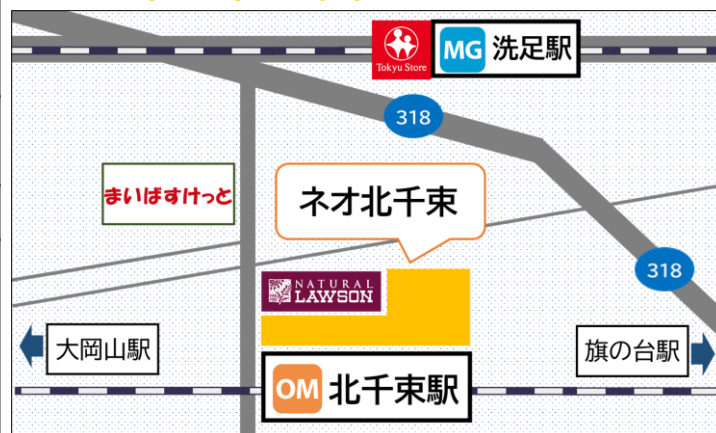 Tokyu Store
MG 洗足駅
318
まいばすけっと
ネオ北千束
318
NATURAL
LAWSON
大岡山駅
旗の台駅
OM 北千束駅